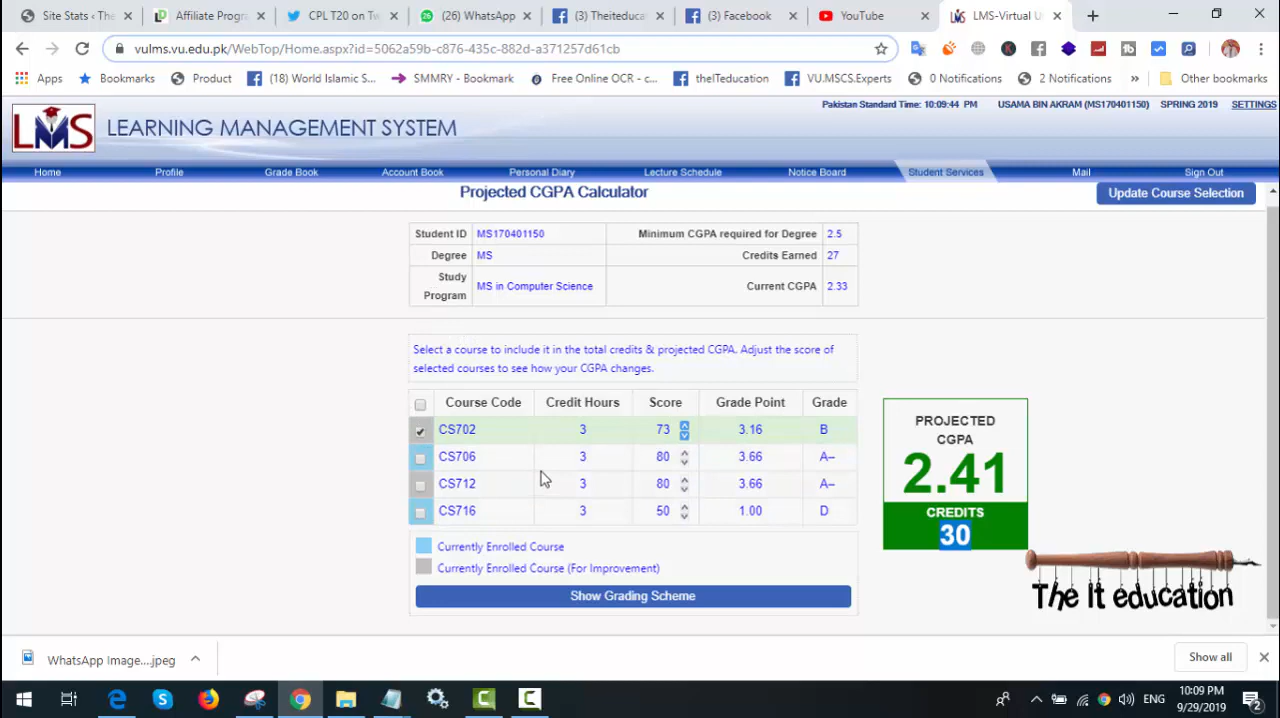 Site Stats ‹ The
Affiliate Progra
CPL T20 on Tw
(26) WhatsApp
(3) Theiteducat
(3) Facebook
YouTube
LMS-Virtual Un
vulms.vu.edu.pk/WebTop/Home.aspx?id=5062a59b-c876-435c-882d-a371257d61cb
Apps
Bookmarks
Product
(18) World Islamic S...
SMMRY - Bookmark
Free Online OCR - c...
theITeducation
VU.MSCS.Experts
0 Notifications
2 Notifications
»
Other bookmarks
Pakistan Standard Time: 10:09:44 PM
USAMA BIN AKRAM (MS170401150)
SPRING 2019
SETTINGS
LMS
LEARNING MANAGEMENT SYSTEM
Home
Profile
Grade Book
Account Book
Personal Diary
Lecture Schedule
Notice Board
Student Services
Mail
Sign Out
Projected CGPA Calculator
Update Course Selection
Student ID MS170401150 Minimum CGPA required for Degree 2.5
Degree MS Credits Earned 27
Study Program MS in Computer Science Current CGPA 2.33
Select a course to include it in the total credits & projected CGPA. Adjust the score of
selected courses to see how your CGPA changes.
Course Code Credit Hours Score Grade Point Grade
CS702 3 73 3.16 B
CS706 3 80 3.66 A–
CS712 3 80 3.66 A–
CS716 3 50 1.00 D
PROJECTED
CGPA
2.41
CREDITS
30
Currently Enrolled Course
Currently Enrolled Course (For Improvement)
Show Grading Scheme
The It education
WhatsApp Image....jpeg
Show all
ENG
10:09 PM
9/29/2019
2